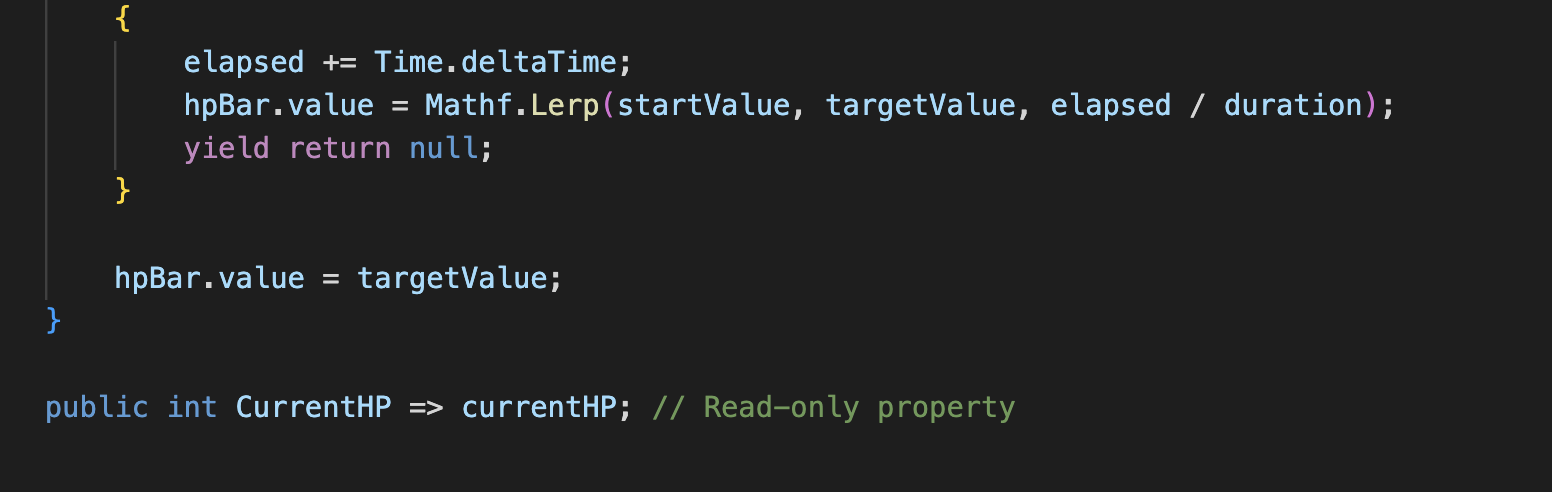 {
elapsed += Time.deltaTime;
hpBar.value = Mathf.Lerp(startValue, targetValue, elapsed / duration);
yield return null;
}
hpBar.value = targetValue;
}
public int CurrentHP => currentHP; // Read-only property